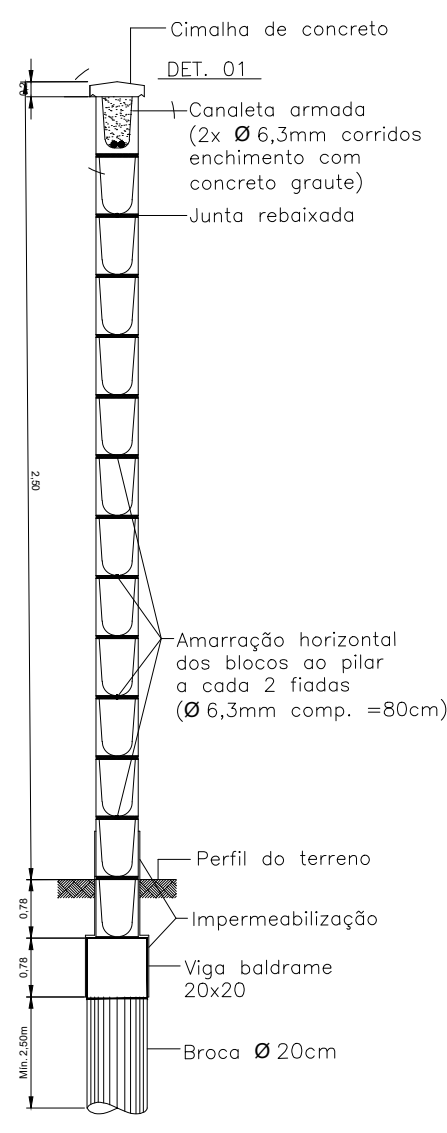 Cimalha de concreto
DET. 01
Canaleta armada
(2x Ø 6,3mm corridos
enchimento com
concreto graute)
Junta rebaixada
2,50
Amarração horizontal
dos blocos ao pilar
a cada 2 fiadas
(Ø 6,3mm comp. =80cm)
Perfil do terreno
0,78
Impermeabilização
0,78
Viga baldrame
20x20
Min. 2,50m
Broca Ø 20cm